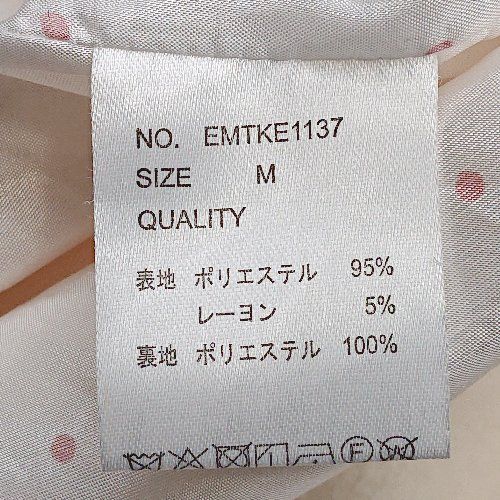 NO. EMTKE1137
SIZE M
QUALITY
表地 ポリエステル 95%
レーヨン 5%
裏地 ポリエステル 100%
F